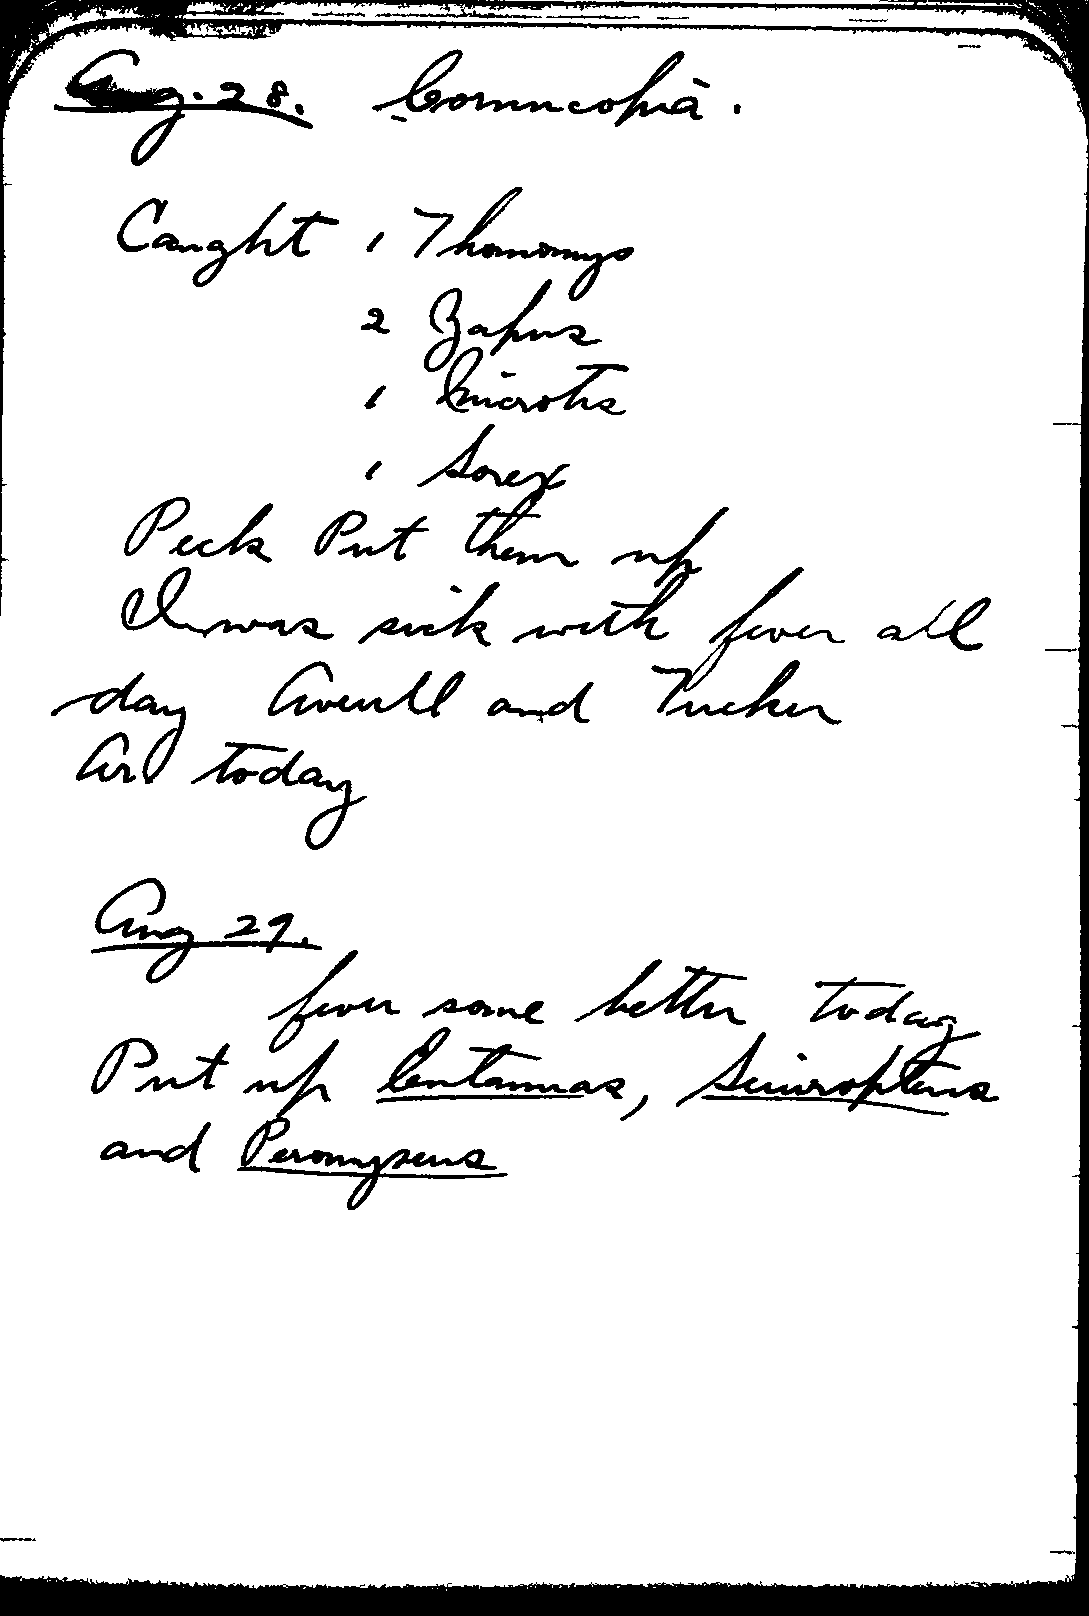 Aug. 28. Cornucopia.
Caught 1 Thomomys
2 Zapus
1 Microtis
1 Sorex
Peck Put them up
I was sick with fever all
day Averill and Tucker
Ar today
Aug 29.
fever some better today
Put up Eutamias, Sciuropterus
and Peromyscus